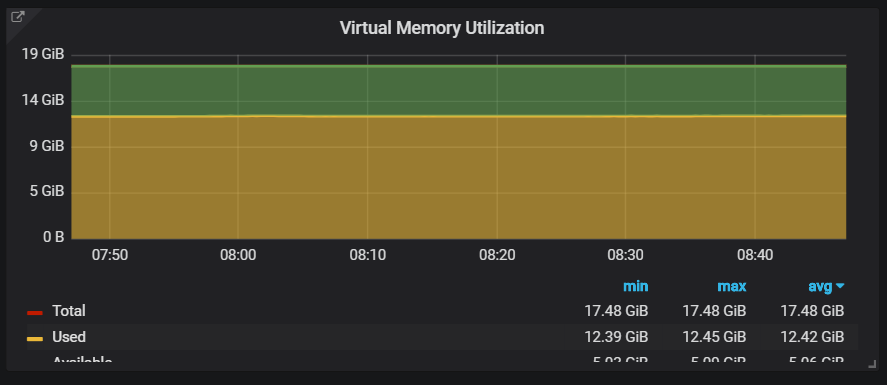 Virtual Memory Utilization
19 GiB
14 GiB
9 GiB
5 GiB
0 B
07:50 08:00 08:10 08:20 08:30 08:40
min max avg
Total 17.48 GiB 17.48 GiB 17.48 GiB
Used 12.39 GiB 12.45 GiB 12.42 GiB
Available